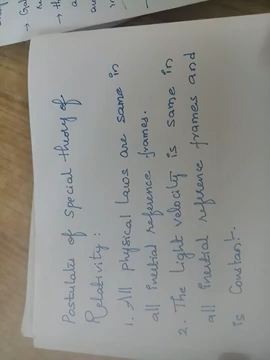 Postulates of special theory of
Relativity:
1. All Physical Laws are same in
all inertial reference frames.
2. The light velocity is same in
all inertial reference frames and
is constant.